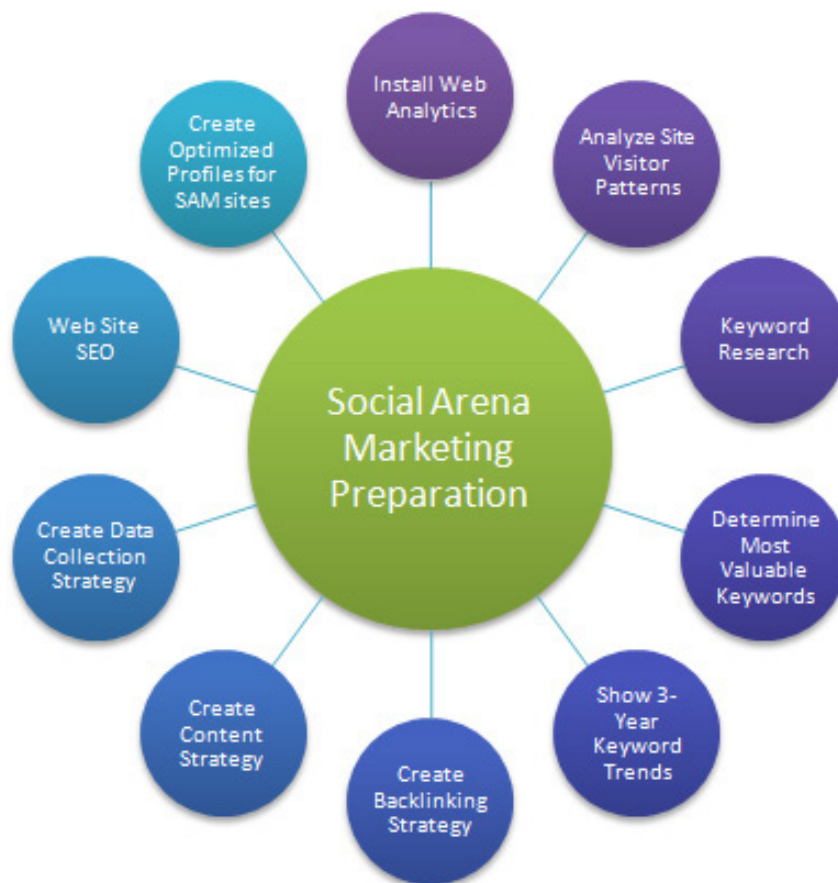 Install Web
Analytics
Analyze Site
Visitor
Patterns
Keyword
Research
Determine
Most
Valuable
Keywords
Show 3-
Year
Keyword
Trends
Create
Backlinking
Strategy
Create
Content
Strategy
Create Data
Collection
Strategy
Web Site
SEO
Create
Optimized
Profiles for
SAM sites
Social Arena
Marketing
Preparation